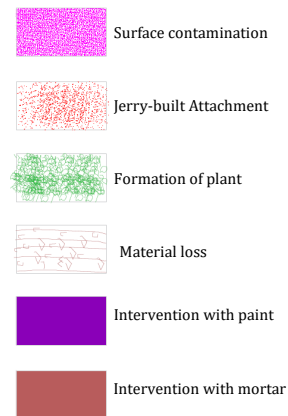 Surface contamination
Jerry-built Attachment
Formation of plant
Material loss
Intervention with paint
Intervention with mortar